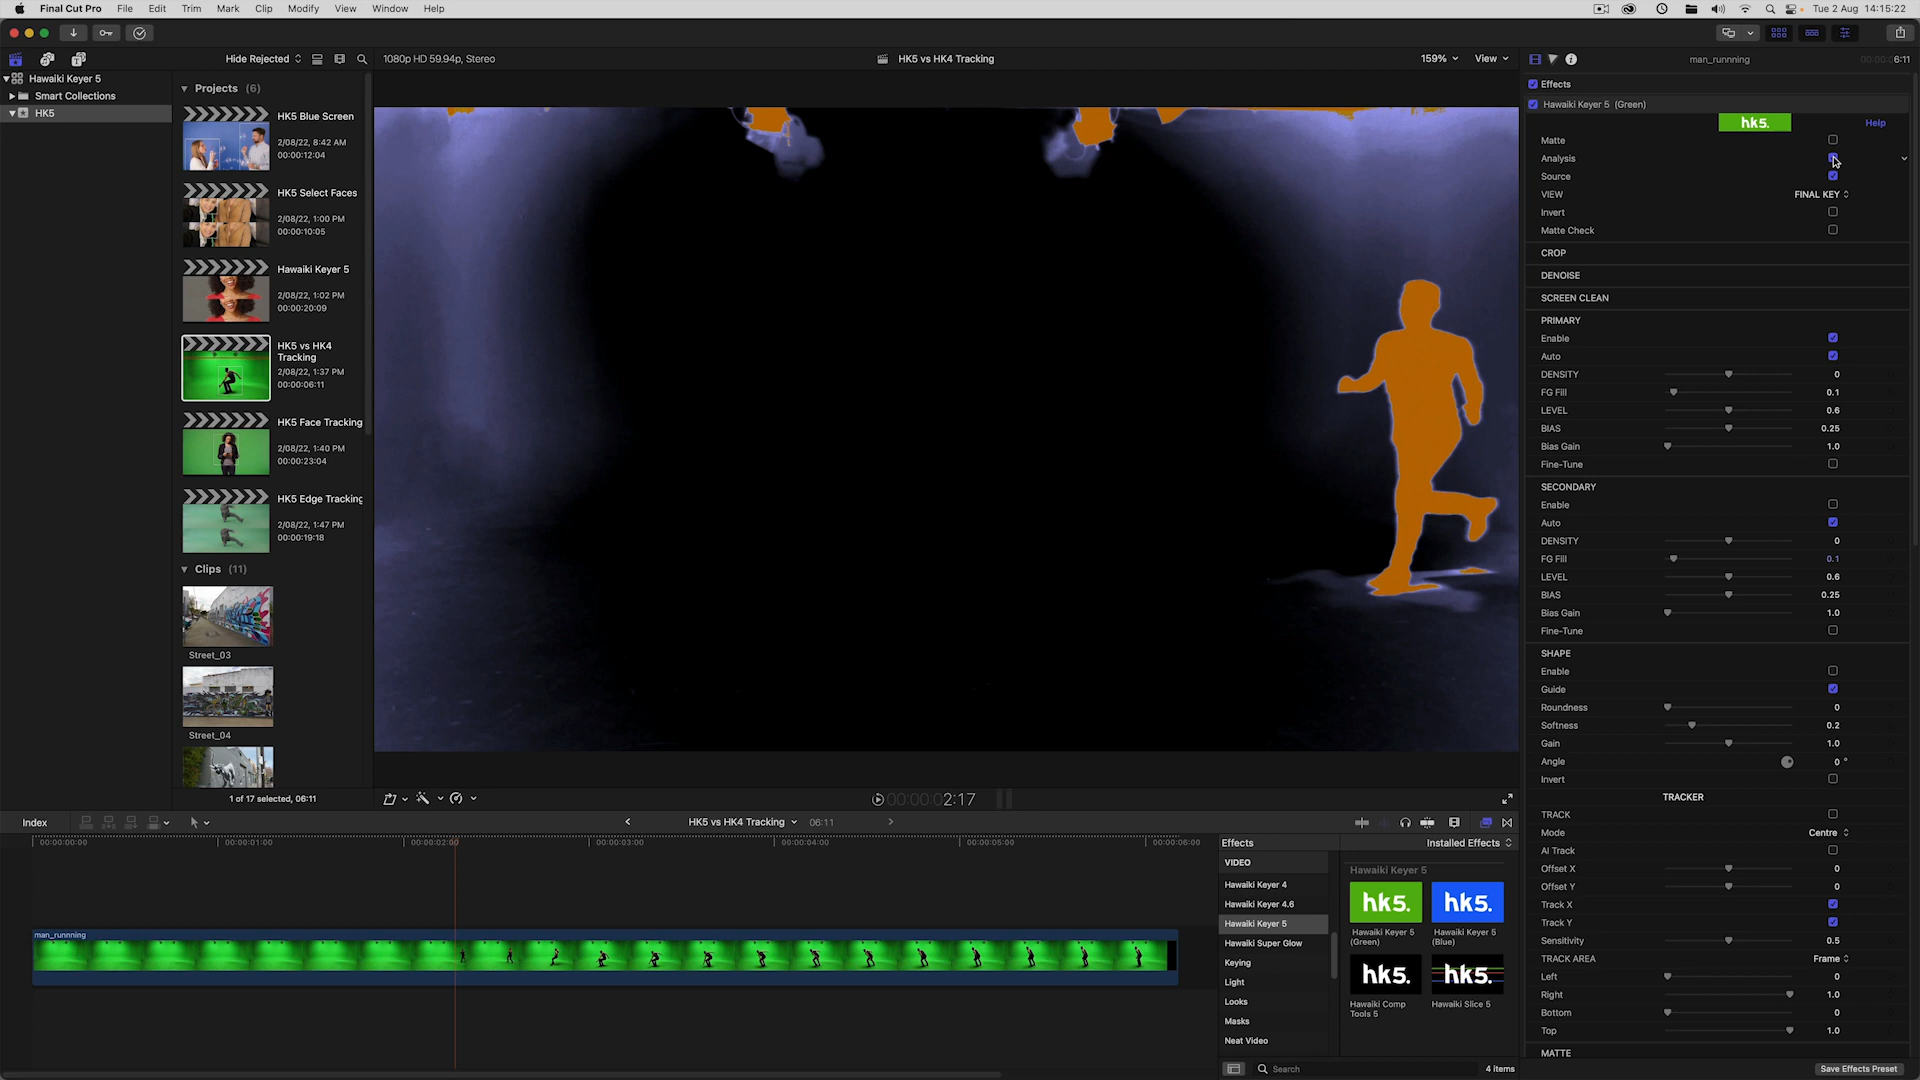 Final Cut Pro File Edit Trim Mark Clip Modify View Window Help
Tue 2 Aug 14:15:22
Hide Rejected
1080p HD 59.94p, Stereo
HK5 vs HK4 Tracking
159% View
man_runnning
6:11
Hawaiki Keyer 5
Smart Collections
HK5
Projects (6)
HK5 Blue Screen
2/08/22, 8:42 AM
00:00:12:04
HK5 Select Faces
2/08/22, 1:00 PM
00:00:10:05
Hawaiki Keyer 5
2/08/22, 1:02 PM
00:00:20:09
HK5 vs HK4
Tracking
2/08/22, 1:37 PM
00:00:06:11
HK5 Face Tracking
2/08/22, 1:40 PM
00:00:23:04
HK5 Edge Tracking
2/08/22, 1:47 PM
00:00:19:18
Clips (11)
Street_03
Street_04
1 of 17 selected, 06:11
00:00:00:02:17
Effects
Hawaiki Keyer 5 (Green)
hk5.
Help
Matte
Analysis
Source
VIEW FINAL KEY
Invert
Matte Check
CROP
DENOISE
SCREEN CLEAN
PRIMARY
Enable
Auto
DENSITY 0
FG Fill 0.1
LEVEL 0.6
BIAS 0.25
Bias Gain 1.0
Fine-Tune
SECONDARY
Enable
Auto
DENSITY 0
FG Fill 0.1
LEVEL 0.6
BIAS 0.25
Bias Gain 1.0
Fine-Tune
SHAPE
Enable
Guide
Roundness 0
Softness 0.2
Gain 1.0
Angle 0 °
Invert
TRACKER
TRACK
Mode Centre
AI Track
Offset X 0
Offset Y 0
Track X
Track Y
Sensitivity 0.5
TRACK AREA Frame
Left 0
Right 1.0
Bottom 0
Top 1.0
MATTE
Save Effects Preset
Index
HK5 vs HK4 Tracking 06:11
00:00:00:00 00:00:01:00 00:00:02:00 00:00:03:00 00:00:04:00 00:00:05:00 00:00:06:00
man_runnning
Effects
Installed Effects
VIDEO
Hawaiki Keyer 4
Hawaiki Keyer 4.6
Hawaiki Keyer 5
Hawaiki Super Glow
Keying
Light
Looks
Masks
Neat Video
Hawaiki Keyer 5
hk5. hk5.
Hawaiki Keyer 5
(Green)
Hawaiki Keyer 5
(Blue)
hk5. hk5.
Hawaiki Comp
Tools 5
Hawaiki Slice 5
Search
4 items